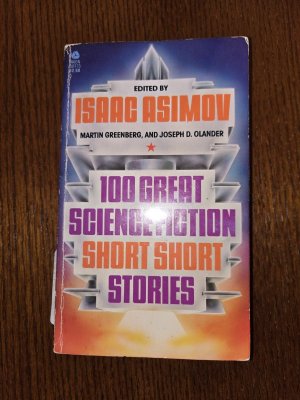 EDITED BY
ISAAC ASIMOV
MARTIN GREENBERG, AND JOSEPH D. OLANDER
100 GREAT
SCIENCE FICTION
SHORT SHORT
STORIES